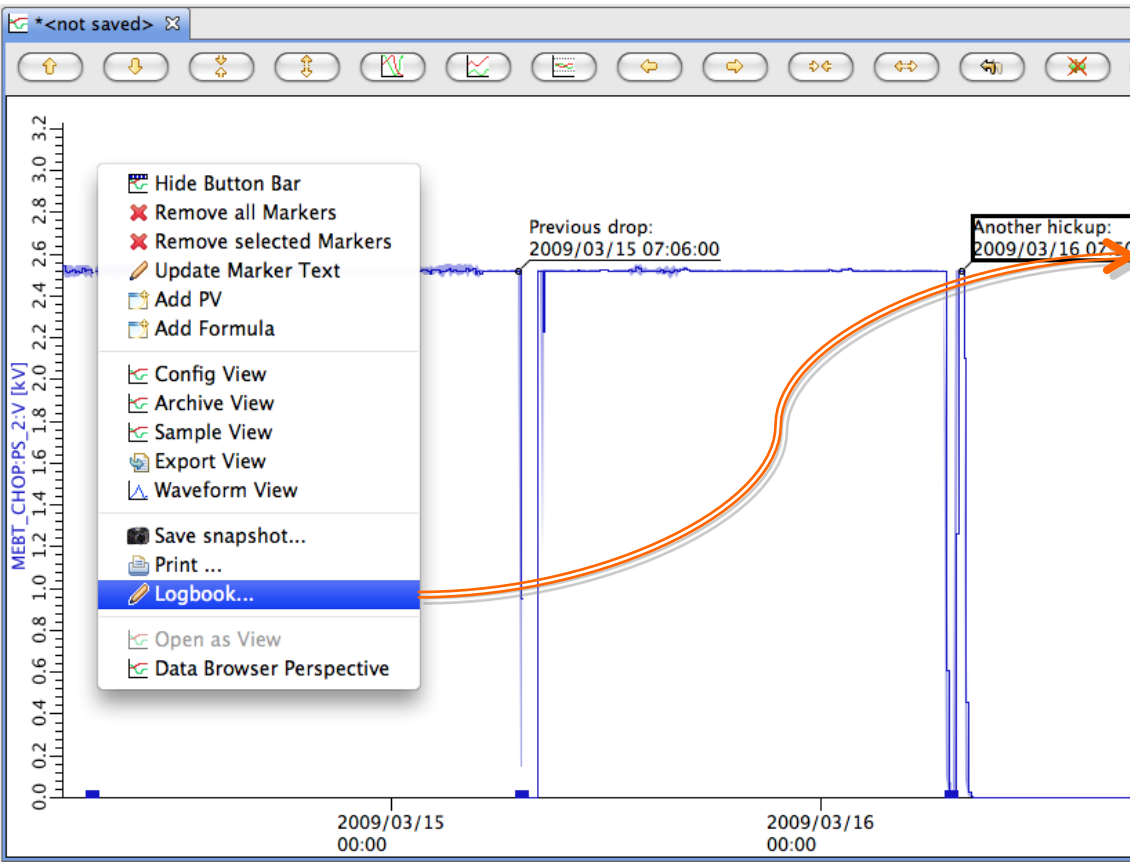 *<not saved>
3.2
3.0
2.8
2.6
2.4
2.2
2.0
1.8
1.6
1.4
1.2
1.0
0.8
0.6
0.4
0.2
0.0
MEBT_CHOP:PS_2:V [kV]
Hide Button Bar
Remove all Markers
Remove selected Markers
Update Marker Text
Add PV
Add Formula
Config View
Archive View
Sample View
Export View
Waveform View
Save snapshot...
Print ...
Logbook...
Open as View
Data Browser Perspective
Previous drop:
2009/03/15 07:06:00
Another hickup:
2009/03/16
2009/03/15
00:00
2009/03/16
00:00